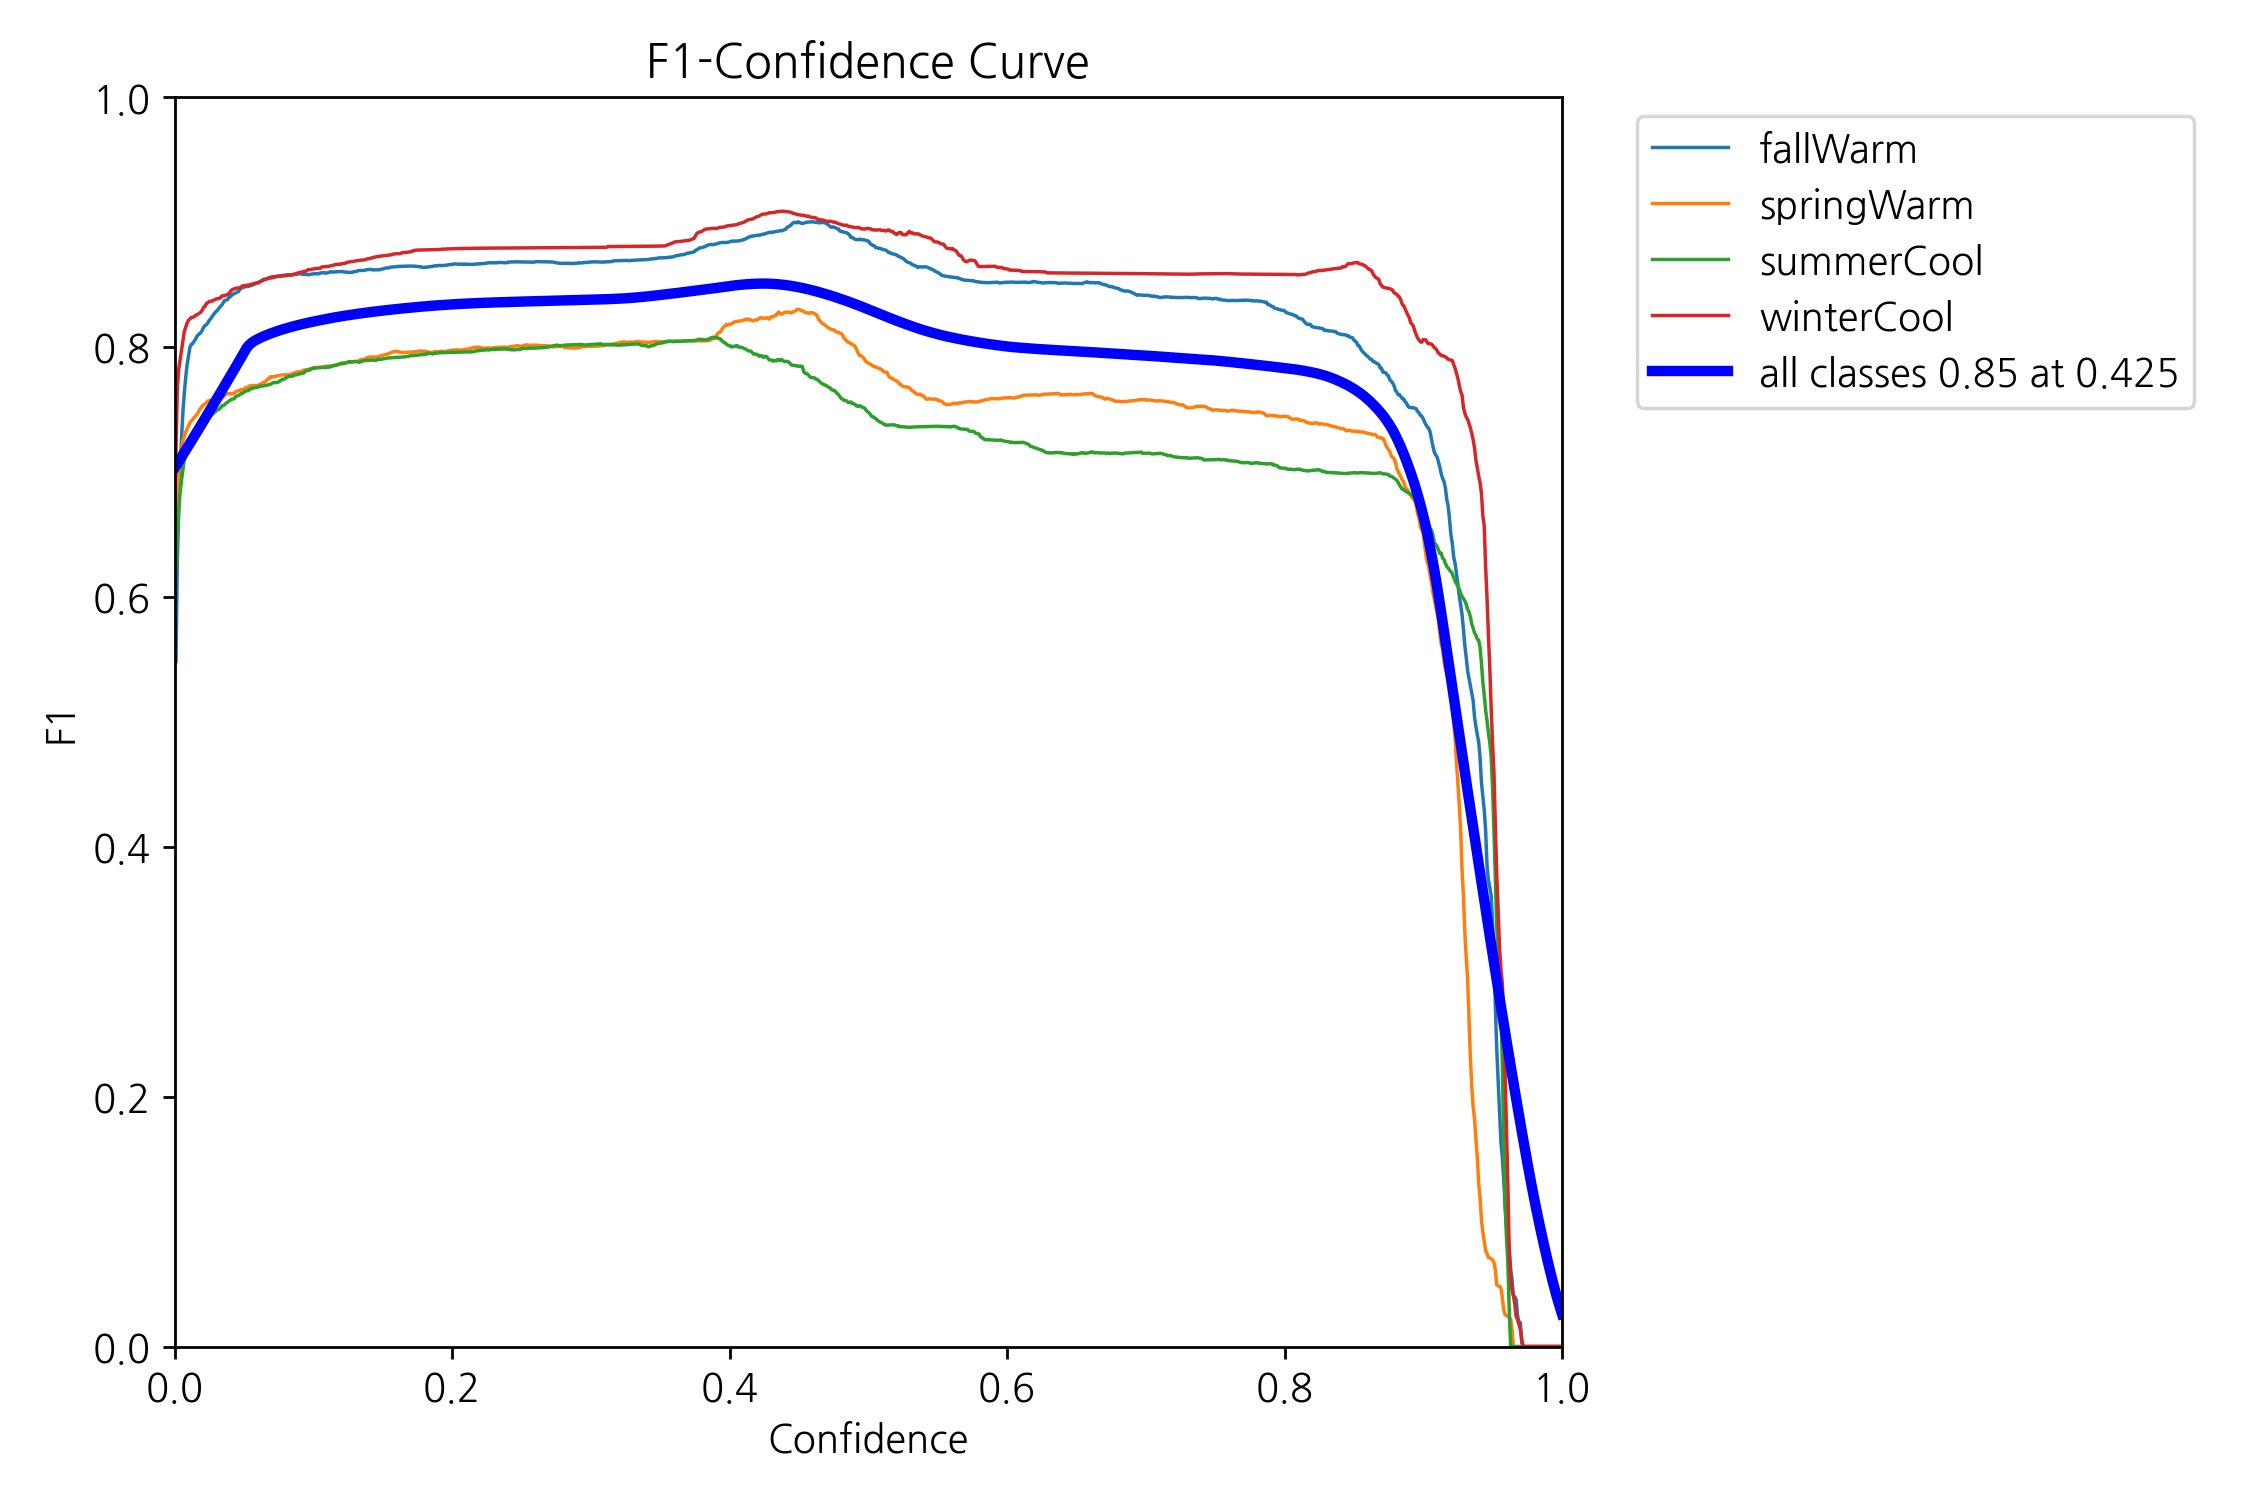 F1-Confidence Curve
1.0
0.8
0.6
0.4
0.2
0.0
F1
0.0 0.2 0.4 0.6 0.8 1.0
Confidence
fallWarm
springWarm
summerCool
winterCool
all classes 0.85 at 0.425